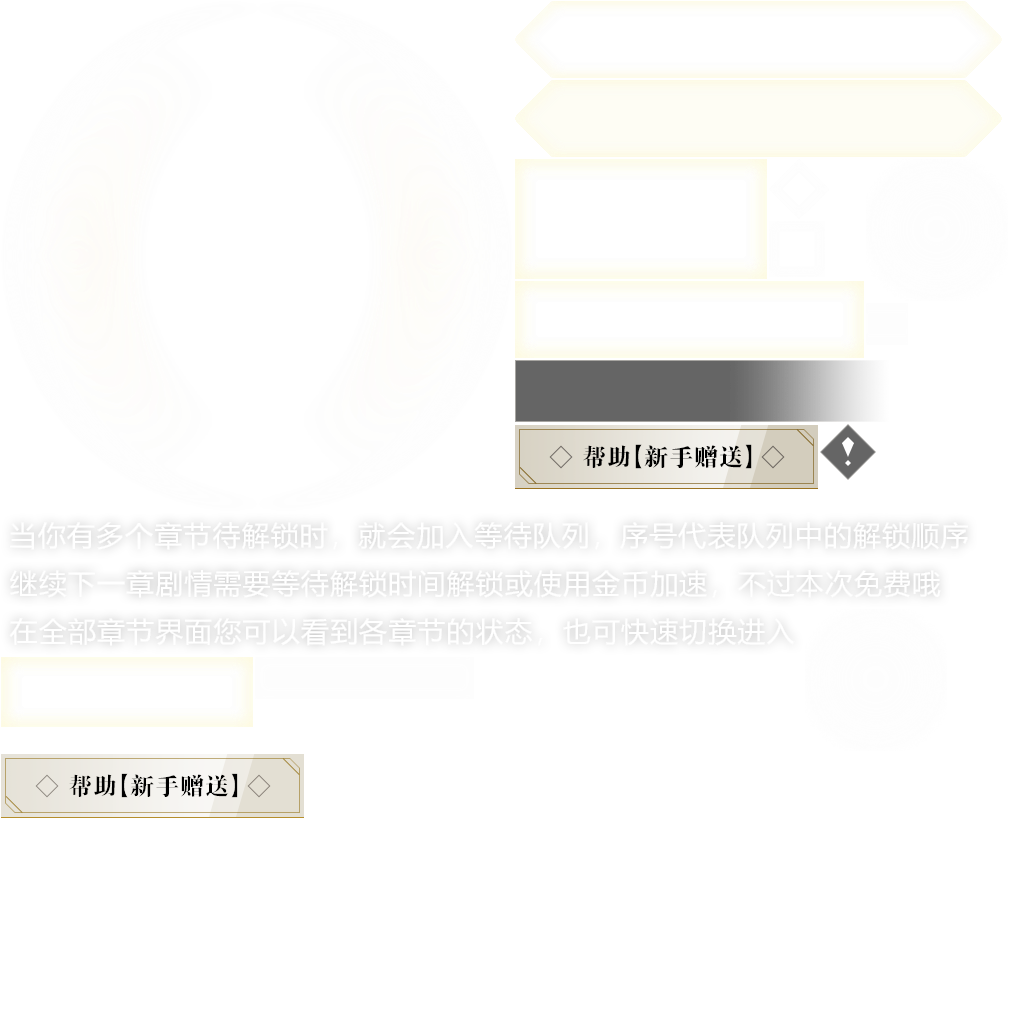 帮助【新手赠送】
当你有多个章节待解锁时，就会加入等待队列，序号代表队列中的解锁顺序
继续下一章剧情需要等待解锁时间解锁或使用金币加速，不过本次免费哦
在全部章节界面您可以看到各章节的状态，也可快速切换进入
帮助【新手赠送】